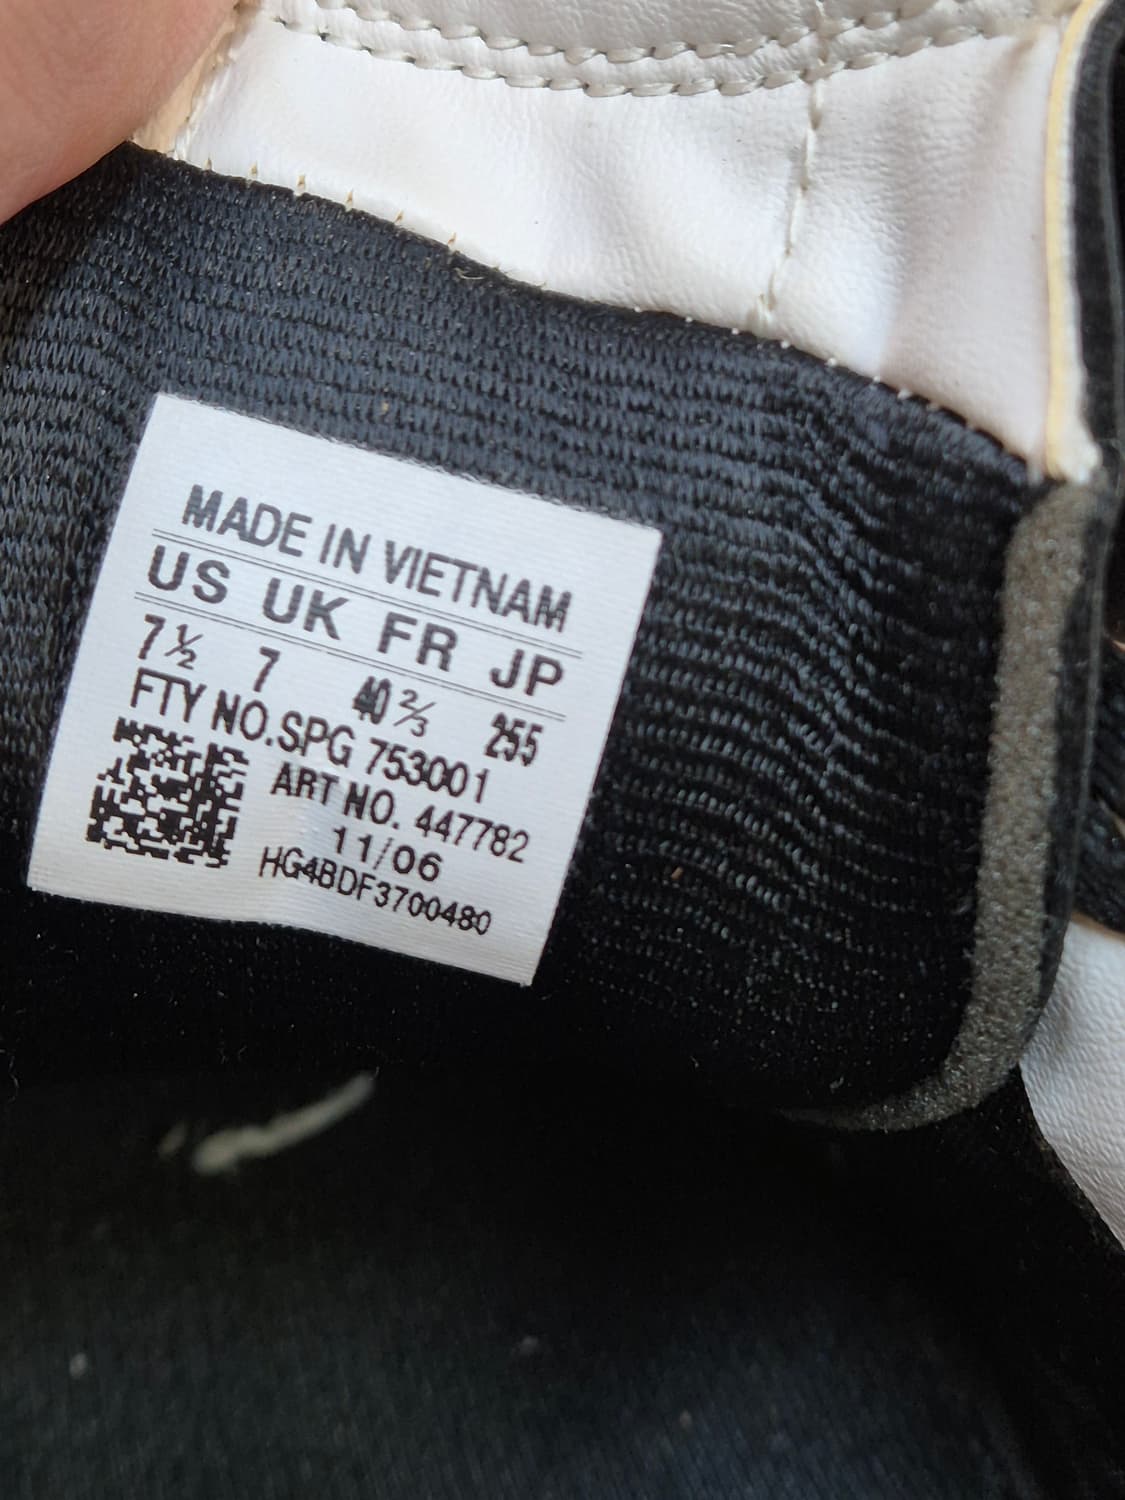 MADE IN VIETNAM
US UK FR JP
7½ 7 40⅔ 255
FTY NO.SPG 753001
ART NO. 447782
11/06
HG4BDF3700480